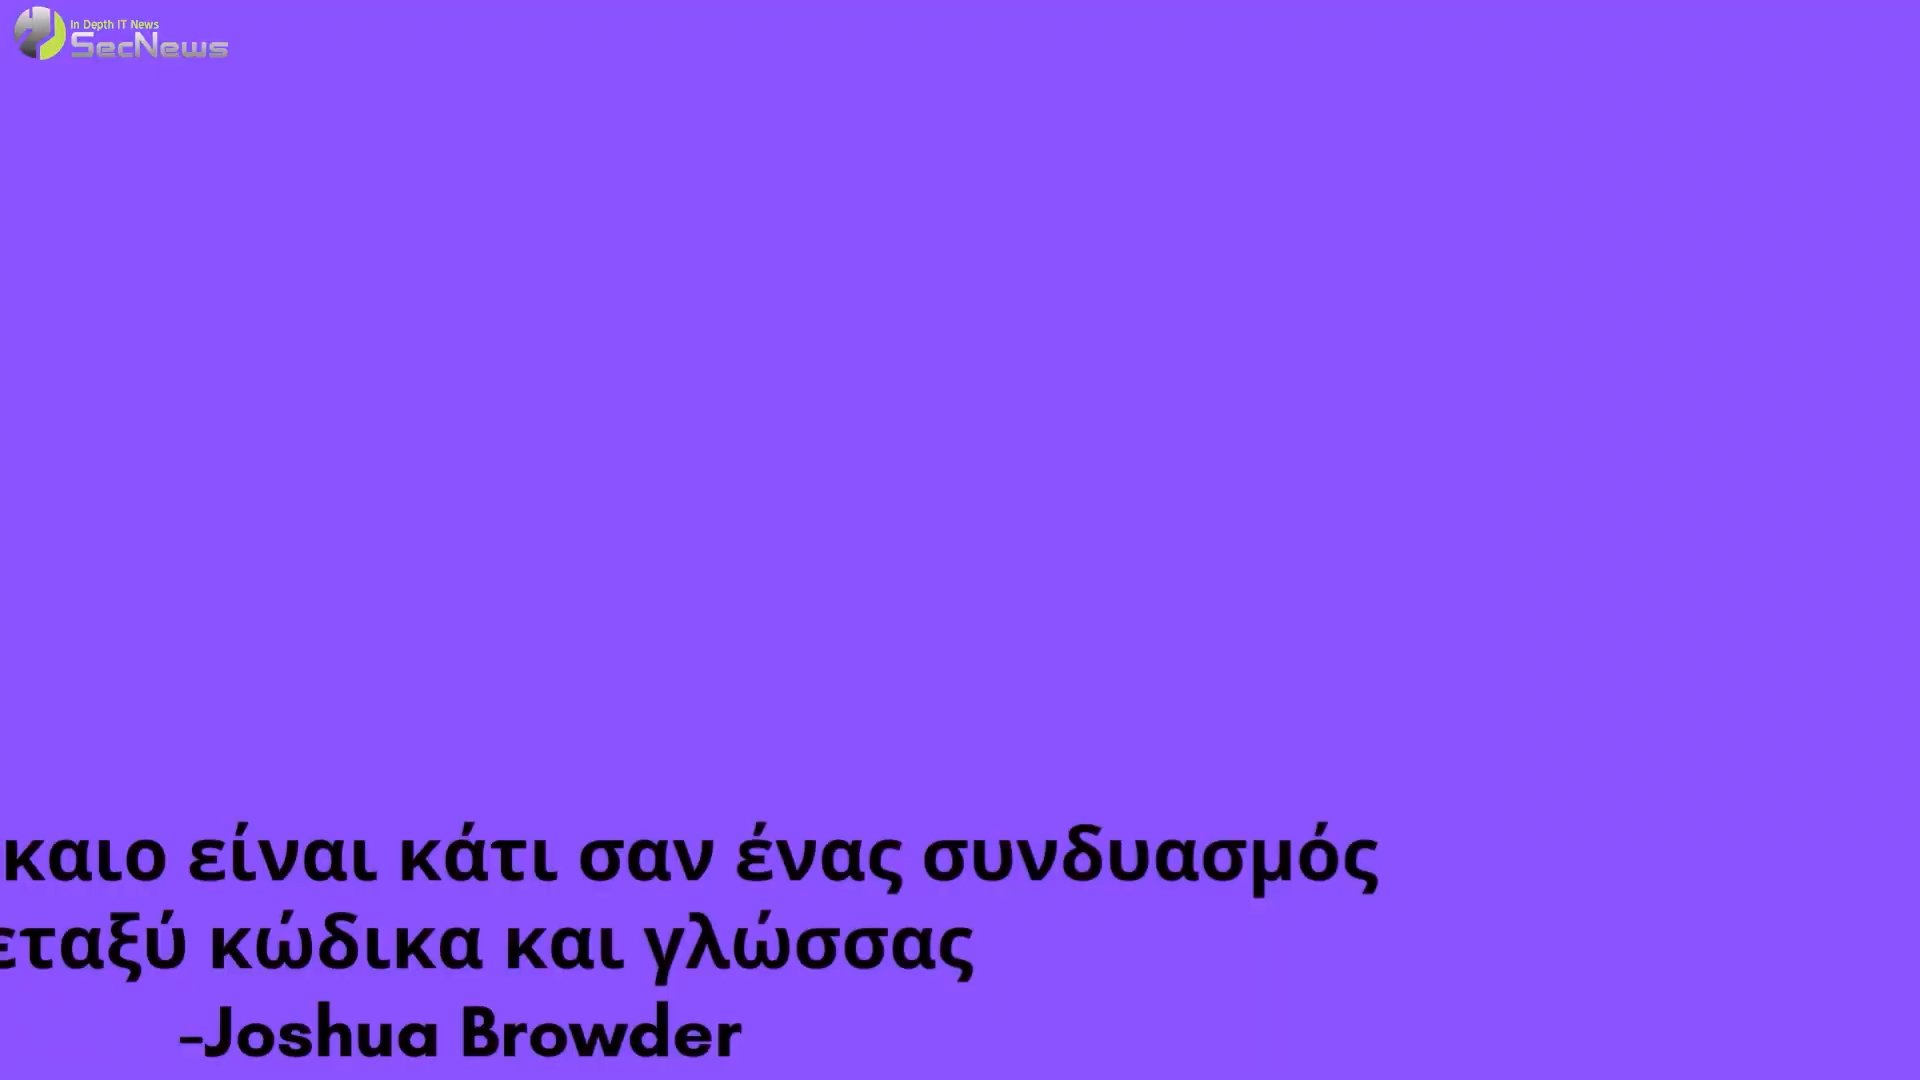 In Depth IT News
SecNews
καιο είναι κάτι σαν ένας συνδυασμός
εταξύ κώδικα και γλώσσας
-Joshua Browder